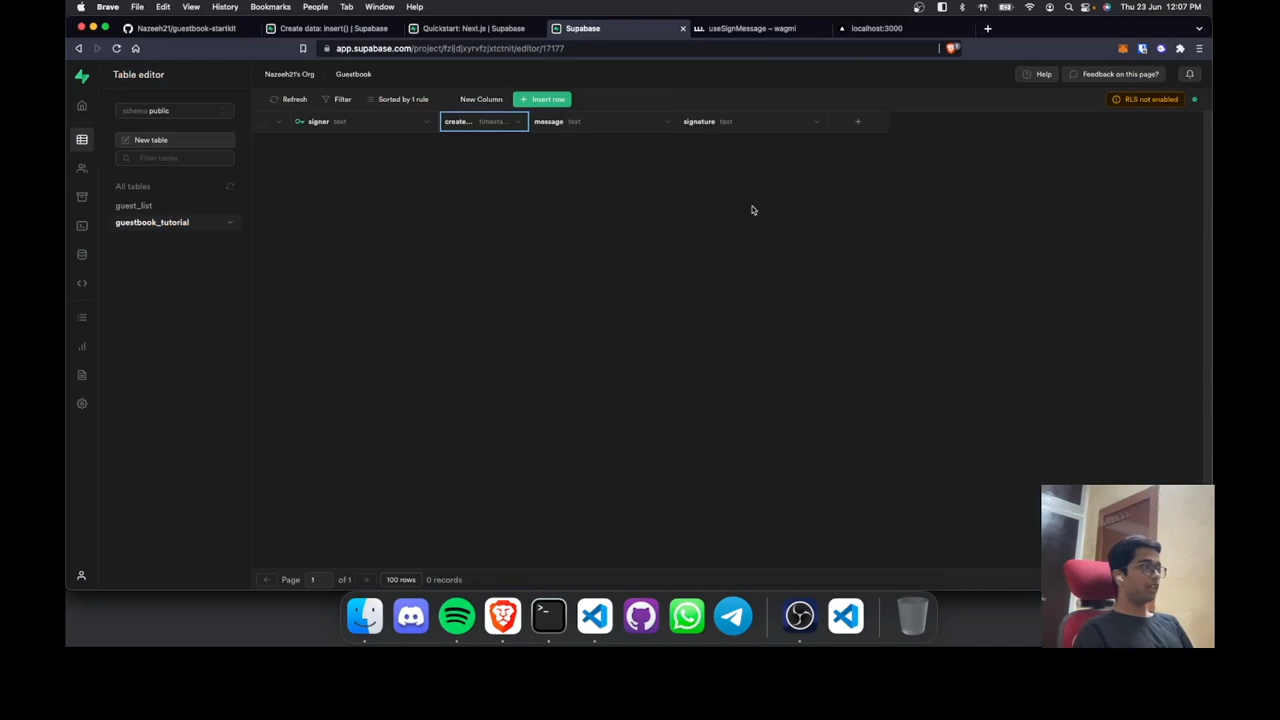 Brave File Edit View History Bookmarks People Tab Window Help Thu 23 Jun 12:07 PM
Nazeeh21/guestbook-startkit Create data: insert() | Supabase Quickstart: Next.js | Supabase Supabase useSignMessage – wagmi localhost:3000
app.supabase.com/project/fzijdjxyrvfzjxtctnit/editor/17177
Table editor Nazeeh21's Org Guestbook Help Feedback on this page?
Refresh Filter Sorted by 1 rule New Column + Insert row RLS not enabled
schema public
signer text create... timesta... message text signature text +
New table
Filter tables
All tables
guest_list
guestbook_tutorial
Page 1 of 1 100 rows 0 records